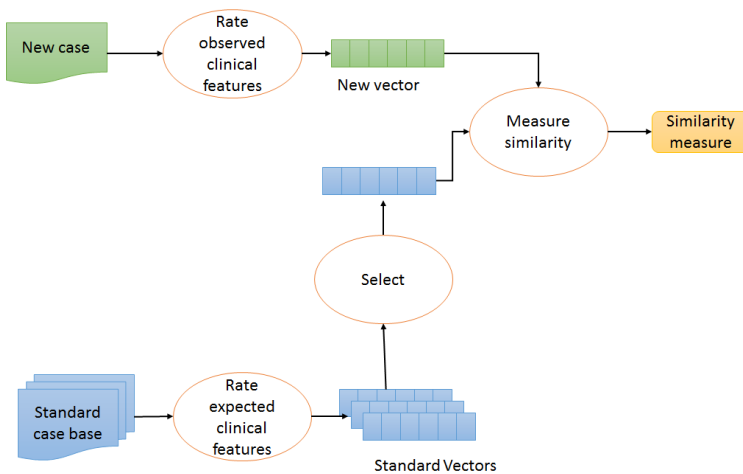 New case
Rate
observed
clinical
features
New vector
Measure
similarity
Similarity
measure
Select
Standard
case base
Rate
expected
clinical
features
Standard Vectors